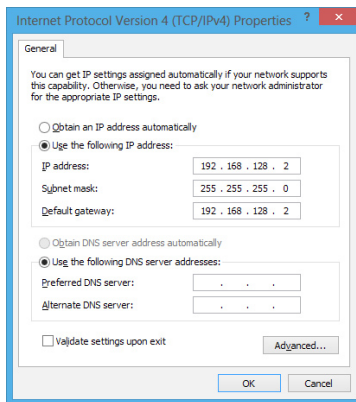 Internet Protocol Version 4 (TCP/IPv4) Properties ? ×
General
You can get IP settings assigned automatically if your network supports
this capability. Otherwise, you need to ask your network administrator
for the appropriate IP settings.
Obtain an IP address automatically
Use the following IP address:
IP address: 192 . 168 . 128 . 2
Subnet mask: 255 . 255 . 255 . 0
Default gateway: 192 . 168 . 128 . 2
Obtain DNS server address automatically
Use the following DNS server addresses:
Preferred DNS server: . . .
Alternate DNS server: . . .
Validate settings upon exit
Advanced...
OK Cancel